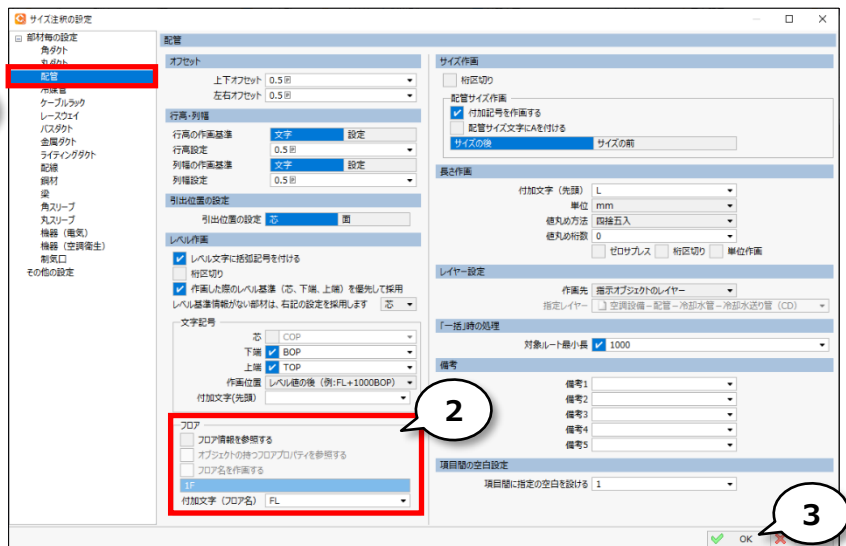 サイズ注釈の設定
部材毎の設定
角ダクト
丸ダクト
配管
冷媒管
ケーブルラック
レースウェイ
バスダクト
金属ダクト
ライティングダクト
配線
鋼材
梁
角スリーブ
丸スリーブ
機器（電気）
機器（空調衛生）
制気口
その他の設定
配管
オフセット
上下オフセット 0.5
左右オフセット 0.5
行高・列幅
行高の作画基準 文字 設定
行高設定 0.5
列幅の作画基準 文字 設定
列幅設定 0.5
引出位置の設定
引出位置の設定 芯 面
レベル作画
レベル文字に括弧記号を付ける
桁区切り
作画した際のレベル基準（芯、下端、上端）を優先して採用
レベル基準情報がない部材は、右記の設定を採用します 芯
文字記号
芯 COP
下端 BOP
上端 TOP
作画位置 レベル値の後（例:FL+1000BOP）
付加文字(先頭)
フロア
フロア情報を参照する
オブジェクトの持つフロアプロパティを参照する
フロア名を作画する
1F
付加文字（フロア名） FL
2
サイズ作画
桁区切り
配管サイズ作画
付加記号を作画する
配管サイズ文字にAを付ける
サイズの後 サイズの前
長さ作画
付加文字（先頭） L
単位 mm
値丸め方法 四捨五入
値丸め桁数 0
ゼロサプレス 桁区切り 単位作画
レイヤー設定
作画先 指示オブジェクトのレイヤー
指定レイヤー 空調設備－配管－冷却水管－冷却水送り管（CD）
「一括」時の処理
対象ルート最小長 1000
備考
備考1
備考2
備考3
備考4
備考5
項目間の空白設定
項目間に指定の空白を設ける 1
3
OK